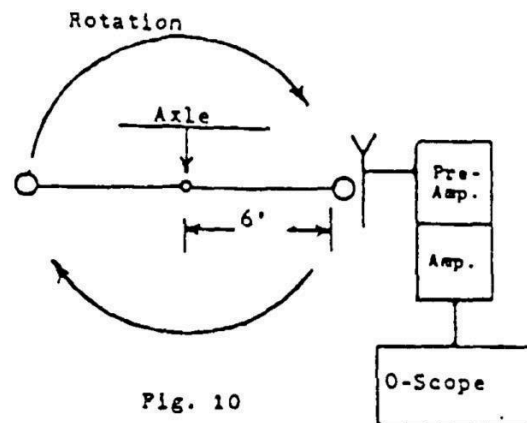 Rotation
Axle
6'
Pre-
Amp.
Amp.
O-Scope
Fig. 10